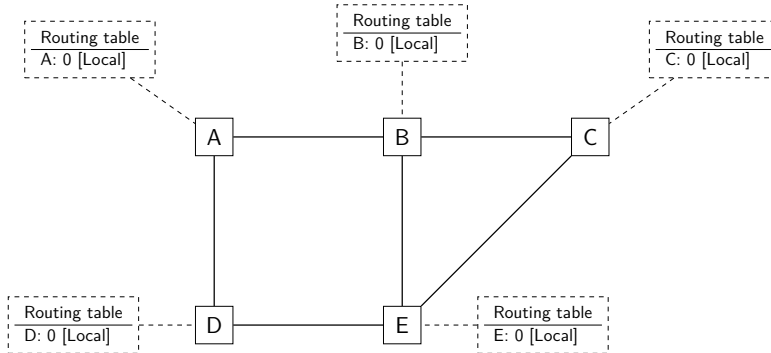 Routing table
A: 0 [Local]
Routing table
B: 0 [Local]
Routing table
C: 0 [Local]
A
B
C
Routing table
D: 0 [Local]
D
E
Routing table
E: 0 [Local]